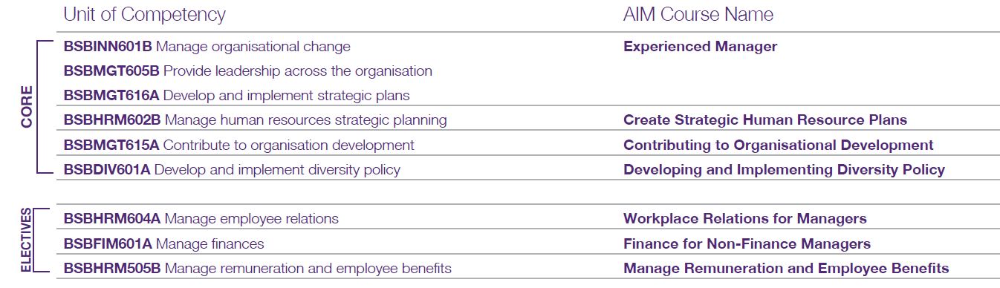 Unit of Competency AIM Course Name
CORE
BSBINN601B Manage organisational change Experienced Manager
BSBMGT605B Provide leadership across the organisation
BSBMGT616A Develop and implement strategic plans
BSBHRM602B Manage human resources strategic planning Create Strategic Human Resource Plans
BSBMGT615A Contribute to organisation development Contributing to Organisational Development
BSBDIV601A Develop and implement diversity policy Developing and Implementing Diversity Policy
ELECTIVES
BSBHRM604A Manage employee relations Workplace Relations for Managers
BSBFIM601A Manage finances Finance for Non-Finance Managers
BSBHRM505B Manage remuneration and employee benefits Manage Remuneration and Employee Benefits